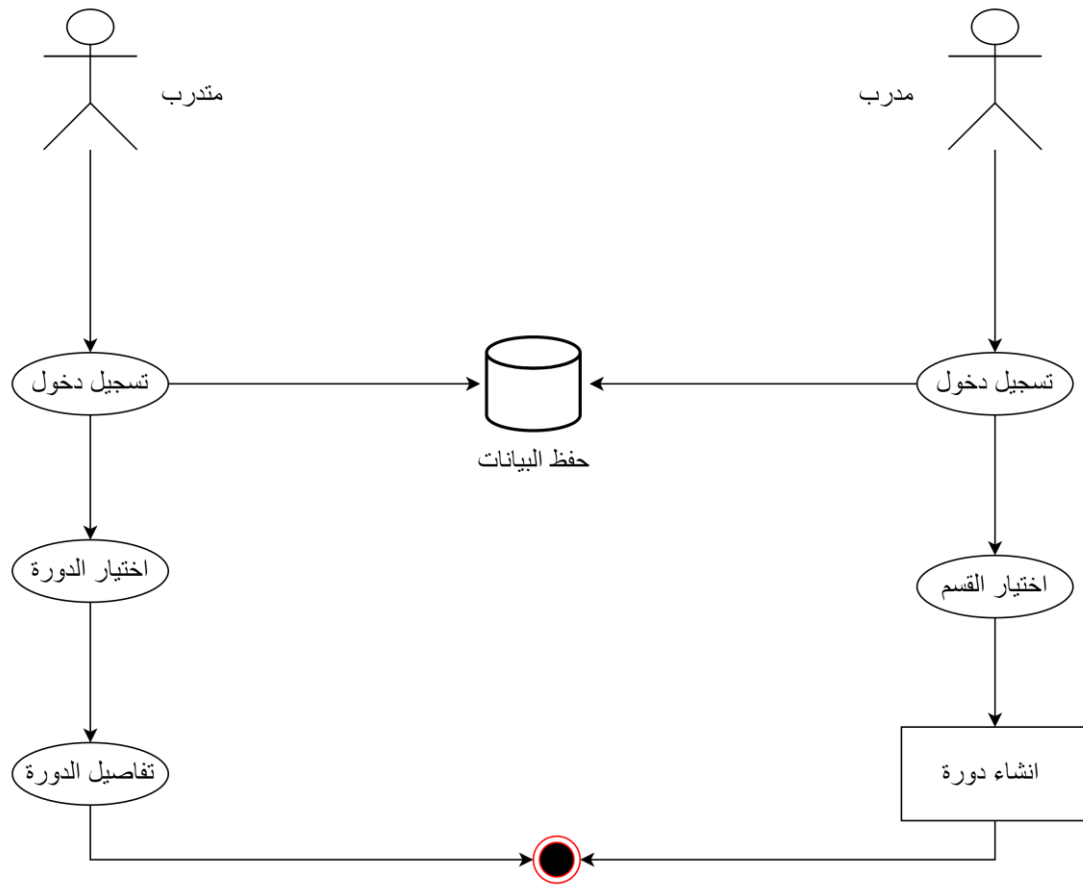 مدرب
متدرب
تسجيل دخول
تسجيل دخول
حفظ البيانات
اختيار القسم
اختيار الدورة
انشاء دورة
تفاصيل الدورة